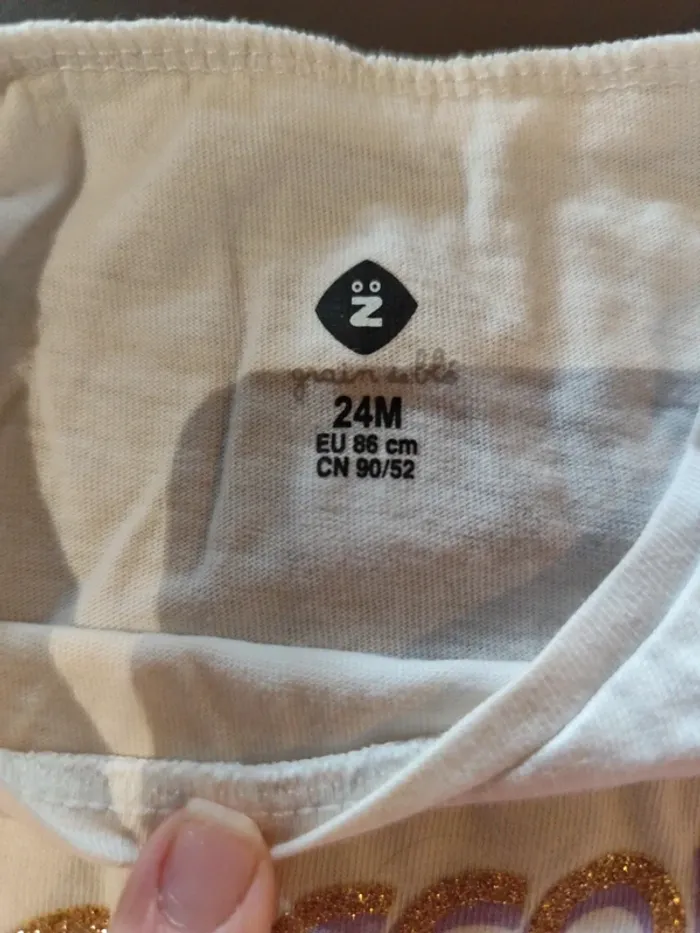 z
grain de blé
24M
EU 86 cm
CN 90/52